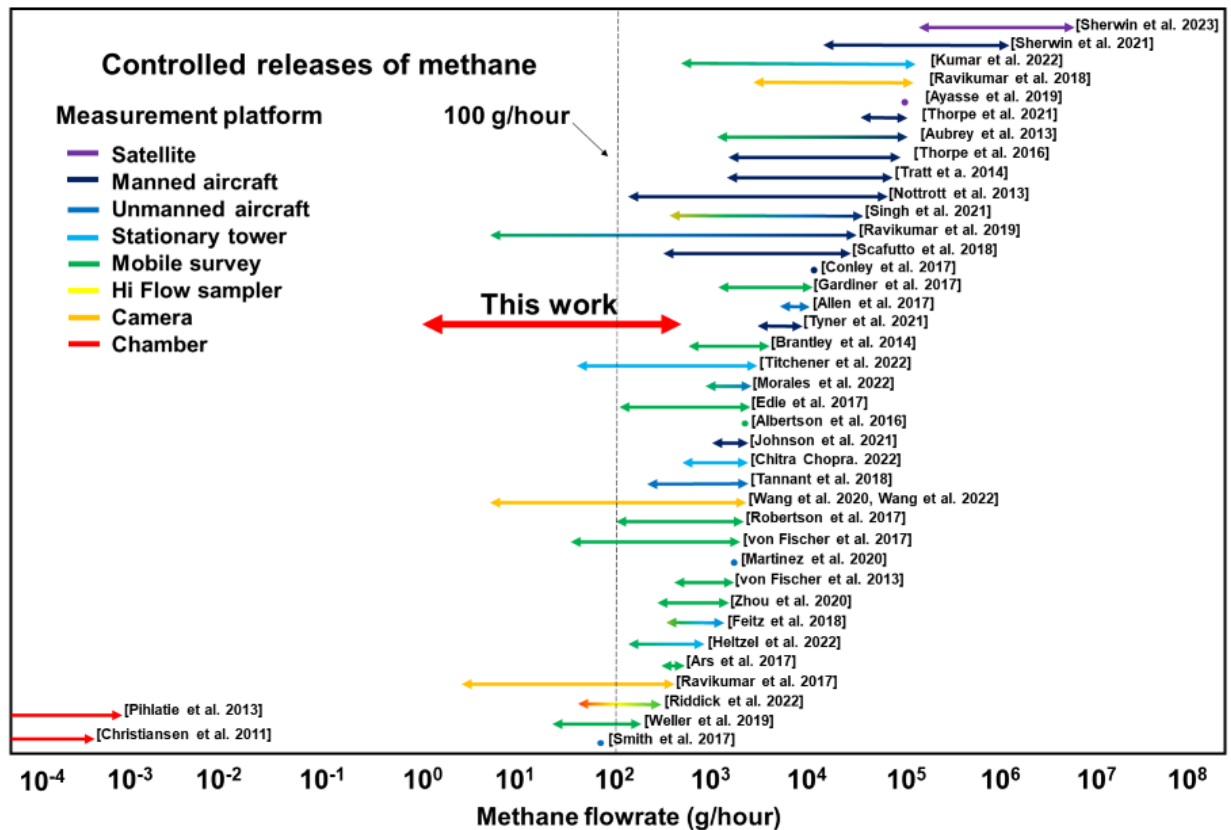 Controlled releases of methane
Measurement platform
Satellite
Manned aircraft
Unmanned aircraft
Stationary tower
Mobile survey
Hi Flow sampler
Camera
Chamber
100 g/hour
This work
[Sherwin et al. 2023]
[Sherwin et al. 2021]
[Kumar et al. 2022]
[Ravikumar et al. 2018]
[Ayasse et al. 2019]
[Thorpe et al. 2021]
[Aubrey et al. 2013]
[Thorpe et al. 2016]
[Tratt et a. 2014]
[Nottrott et al. 2013]
[Singh et al. 2021]
[Ravikumar et al. 2019]
[Scafutto et al. 2018]
[Conley et al. 2017]
[Gardiner et al. 2017]
[Allen et al. 2017]
[Tyner et al. 2021]
[Brantley et al. 2014]
[Titchener et al. 2022]
[Morales et al. 2022]
[Edie et al. 2017]
[Albertson et al. 2016]
[Johnson et al. 2021]
[Chitra Chopra. 2022]
[Tannant et al. 2018]
[Wang et al. 2020, Wang et al. 2022]
[Robertson et al. 2017]
[von Fischer et al. 2017]
[Martinez et al. 2020]
[von Fischer et al. 2013]
[Zhou et al. 2020]
[Feitz et al. 2018]
[Heltzel et al. 2022]
[Ars et al. 2017]
[Ravikumar et al. 2017]
[Riddick et al. 2022]
[Pihlatie et al. 2013]
[Weller et al. 2019]
[Christiansen et al. 2011]
[Smith et al. 2017]
10⁻⁴ 10⁻³ 10⁻² 10⁻¹ 10⁰ 10¹ 10² 10³ 10⁴ 10⁵ 10⁶ 10⁷ 10⁸
Methane flowrate (g/hour)